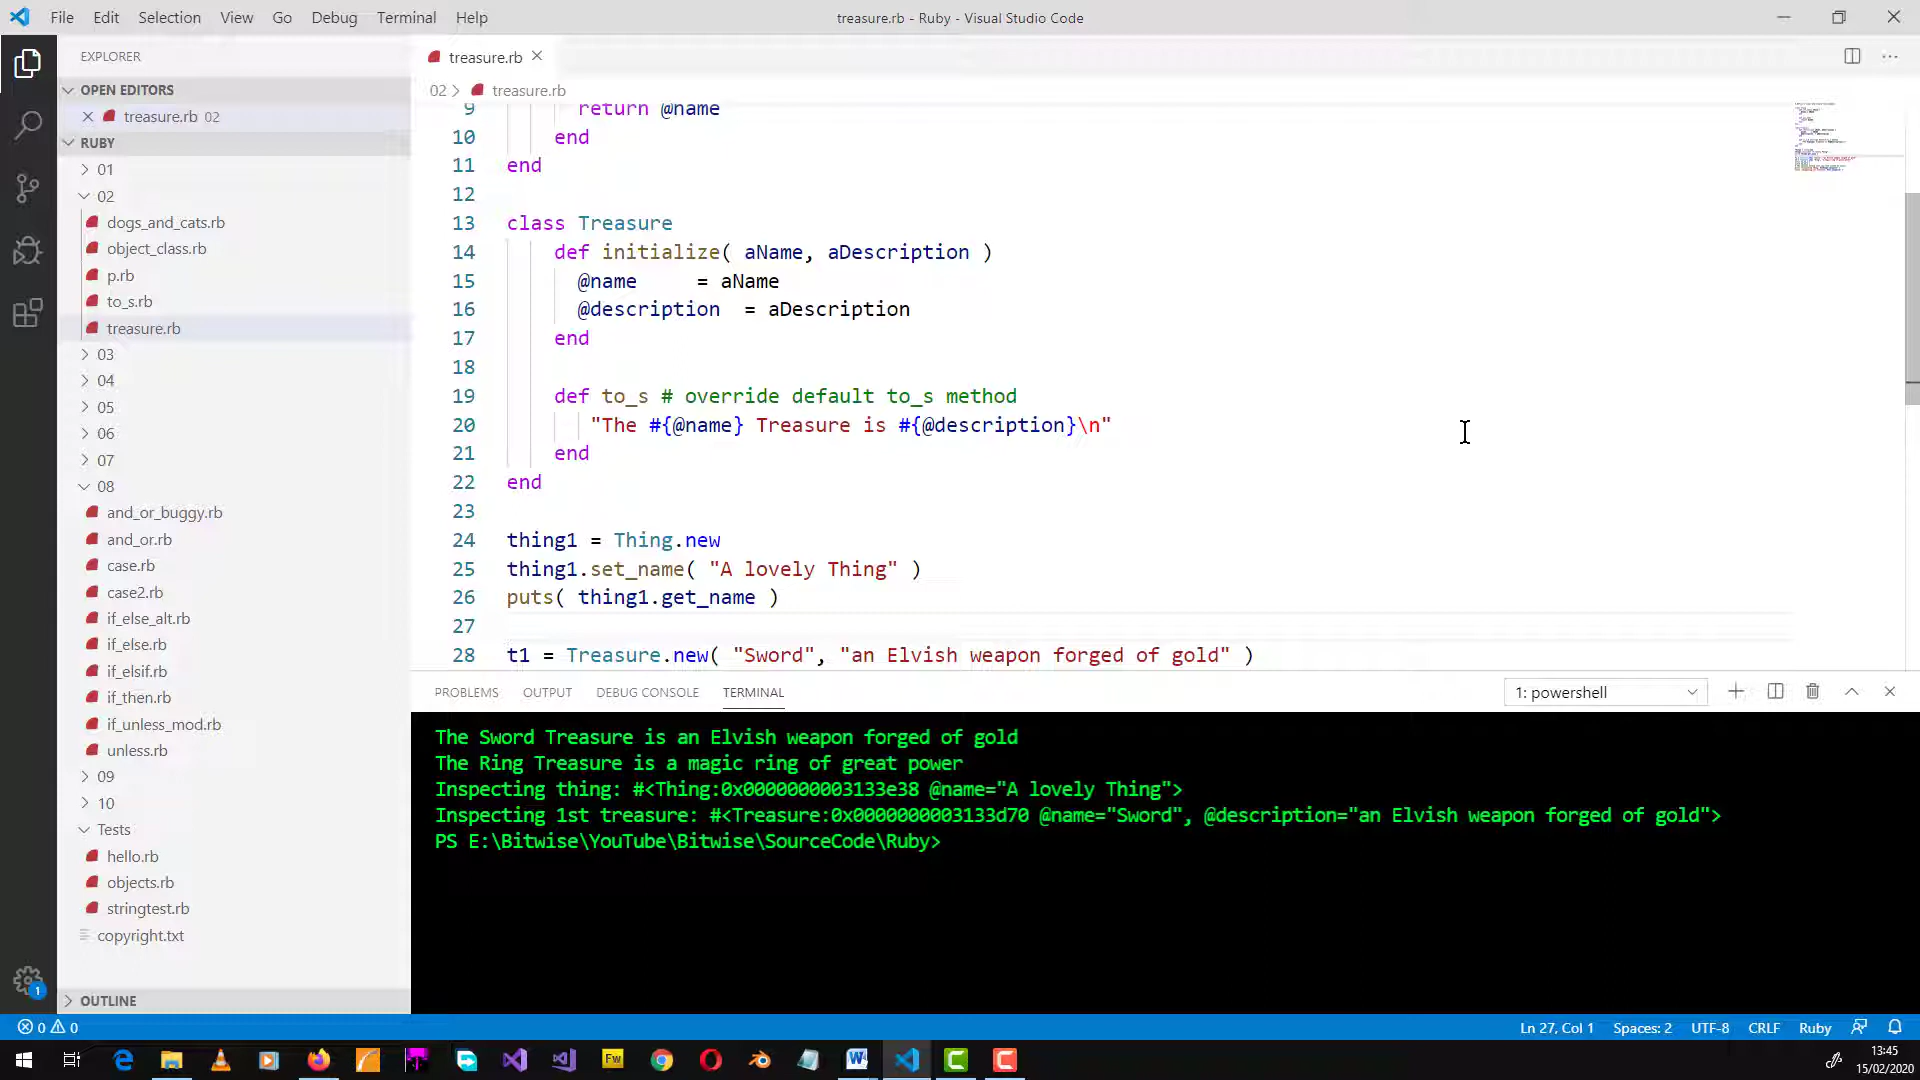 File Edit Selection View Go Debug Terminal Help
treasure.rb - Ruby - Visual Studio Code
EXPLORER
OPEN EDITORS
treasure.rb 02
RUBY
01
02
dogs_and_cats.rb
object_class.rb
p.rb
to_s.rb
treasure.rb
03
04
05
06
07
08
and_or_buggy.rb
and_or.rb
case.rb
case2.rb
if_else_alt.rb
if_else.rb
if_elsif.rb
if_then.rb
if_unless_mod.rb
unless.rb
09
10
Tests
hello.rb
objects.rb
stringtest.rb
copyright.txt
OUTLINE
treasure.rb
02 > treasure.rb
9 return @name
10 end
11 end
12
13 class Treasure
14 def initialize( aName, aDescription )
15 @name = aName
16 @description = aDescription
17 end
18
19 def to_s # override default to_s method
20 "The #{@name} Treasure is #{@description}\n"
21 end
22 end
23
24 thing1 = Thing.new
25 thing1.set_name( "A lovely Thing" )
26 puts( thing1.get_name )
27
28 t1 = Treasure.new( "Sword", "an Elvish weapon forged of gold" )
PROBLEMS OUTPUT DEBUG CONSOLE TERMINAL
1: powershell
The Sword Treasure is an Elvish weapon forged of gold
The Ring Treasure is a magic ring of great power
Inspecting thing: #<Thing:0x0000000003133e38 @name="A lovely Thing">
Inspecting 1st treasure: #<Treasure:0x0000000003133d70 @name="Sword", @description="an Elvish weapon forged of gold">
PS E:\Bitwise\YouTube\Bitwise\SourceCode\Ruby>
1
0 0
Ln 27, Col 1 Spaces: 2 UTF-8 CRLF Ruby
Fw
13:45
15/02/2020